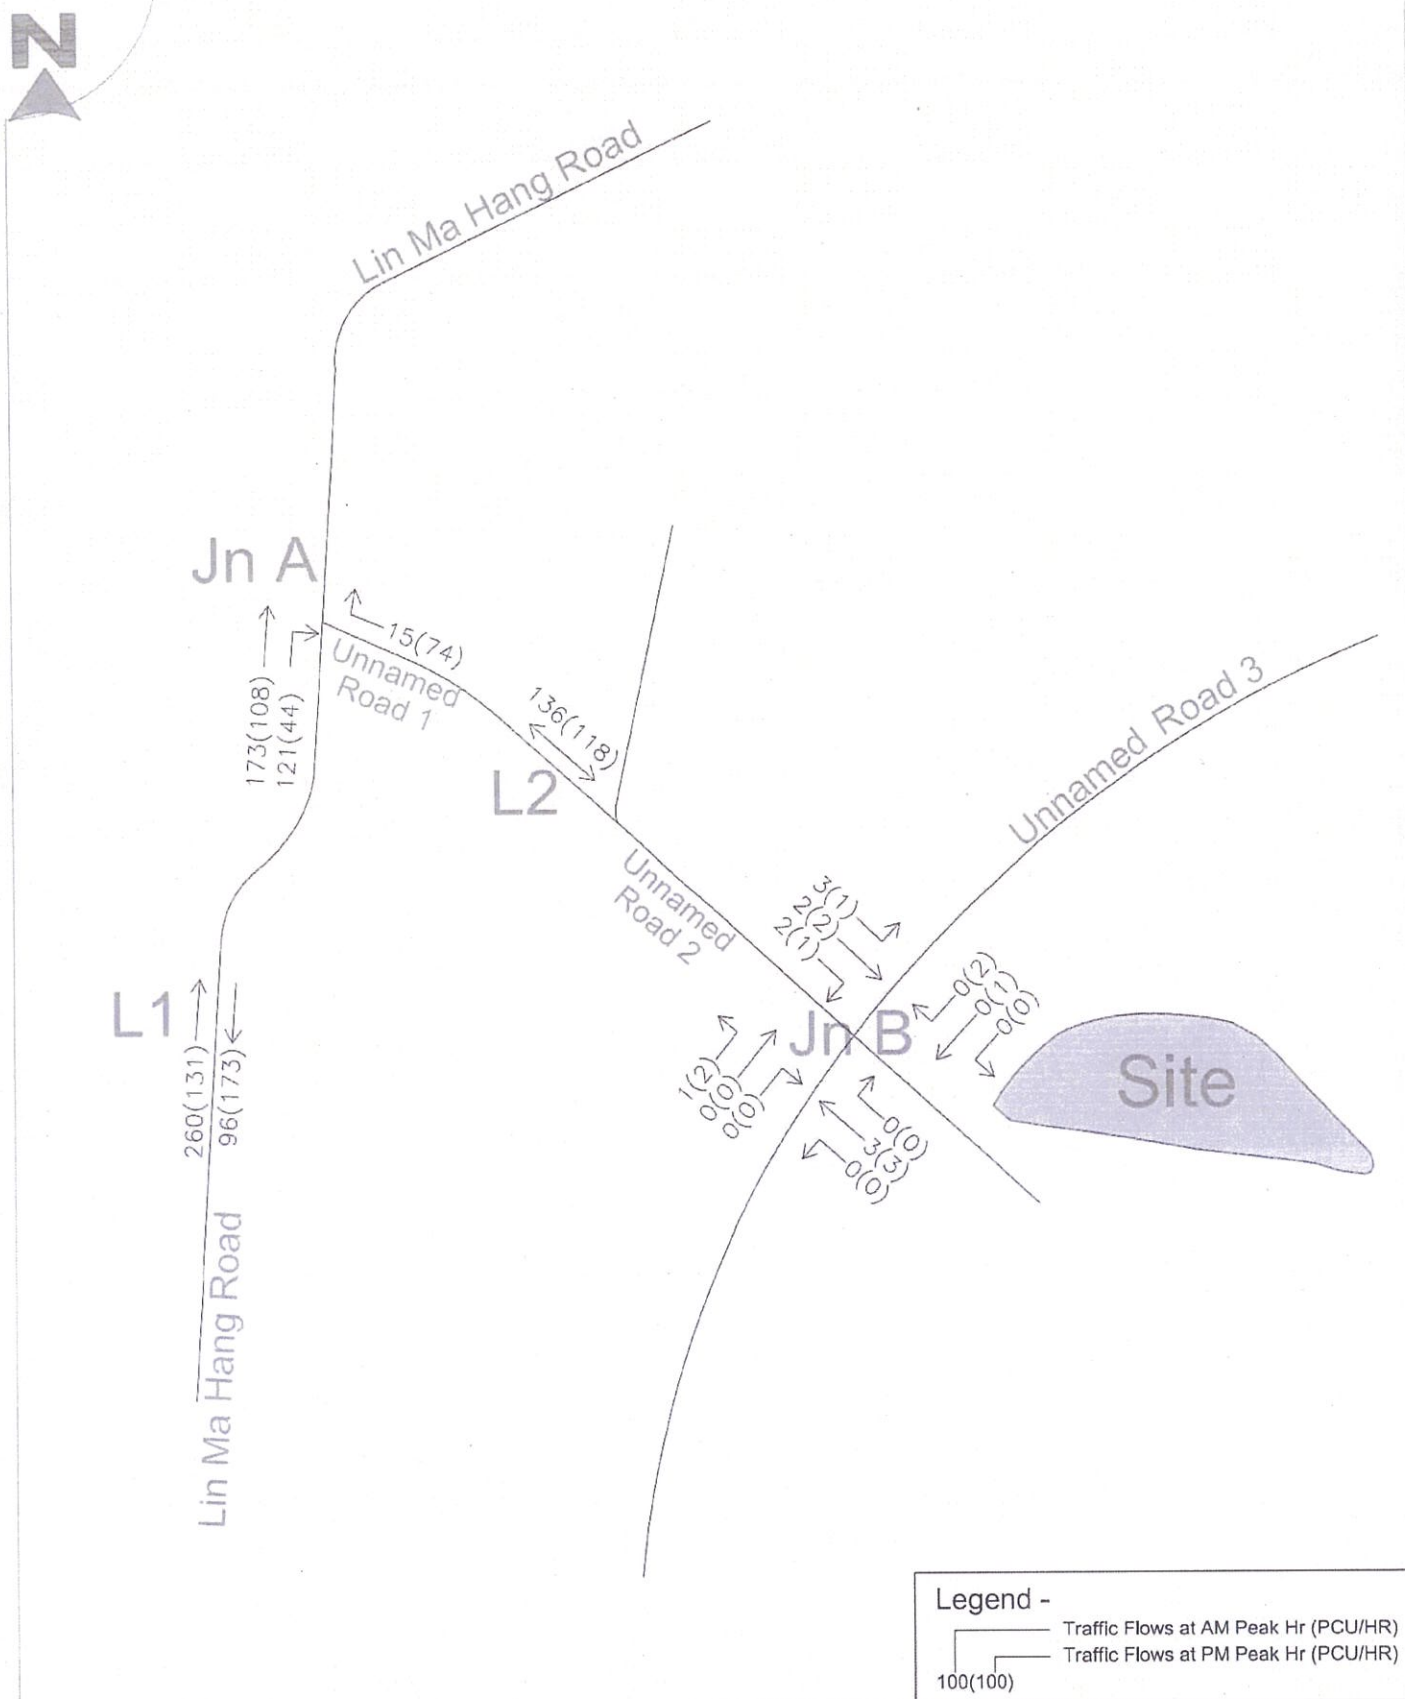 N
Lin Ma Hang Road
Jn A
15(74)
Unnamed
Road 1
173(108)
121(44)
136(118)
L2
Unnamed Road 3
Unnamed
Road 2
3(1)
2(2)
2(1)
0(2)
0(1)
0(0)
L1
Jn B
Site
260(131)
96(173)
1(2)
0(0)
0(0)
0(0)
3(3)
0(0)
Lin Ma Hang Road
Legend -
Traffic Flows at AM Peak Hr (PCU/HR)
Traffic Flows at PM Peak Hr (PCU/HR)
100(100)